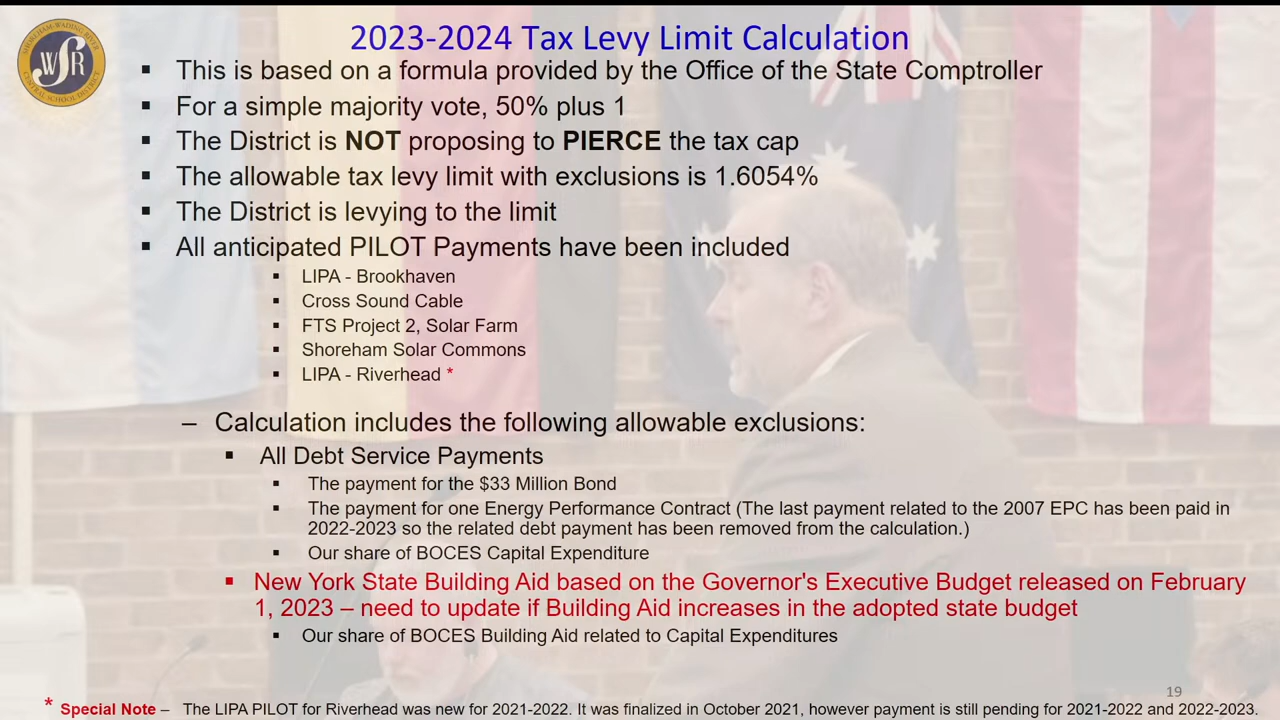 SHOREHAM-WADING RIVER
WSR
CENTRAL SCHOOL DISTRICT
2023-2024 Tax Levy Limit Calculation
▪ This is based on a formula provided by the Office of the State Comptroller
▪ For a simple majority vote, 50% plus 1
▪ The District is NOT proposing to PIERCE the tax cap
▪ The allowable tax levy limit with exclusions is 1.6054%
▪ The District is levying to the limit
▪ All anticipated PILOT Payments have been included
▪ LIPA - Brookhaven
▪ Cross Sound Cable
▪ FTS Project 2, Solar Farm
▪ Shoreham Solar Commons
▪ LIPA - Riverhead *
– Calculation includes the following allowable exclusions:
▪ All Debt Service Payments
▪ The payment for the $33 Million Bond
▪ The payment for one Energy Performance Contract (The last payment related to the 2007 EPC has been paid in
2022-2023 so the related debt payment has been removed from the calculation.)
▪ Our share of BOCES Capital Expenditure
▪ New York State Building Aid based on the Governor's Executive Budget released on February
1, 2023 – need to update if Building Aid increases in the adopted state budget
▪ Our share of BOCES Building Aid related to Capital Expenditures
19
* Special Note – The LIPA PILOT for Riverhead was new for 2021-2022. It was finalized in October 2021, however payment is still pending for 2021-2022 and 2022-2023.